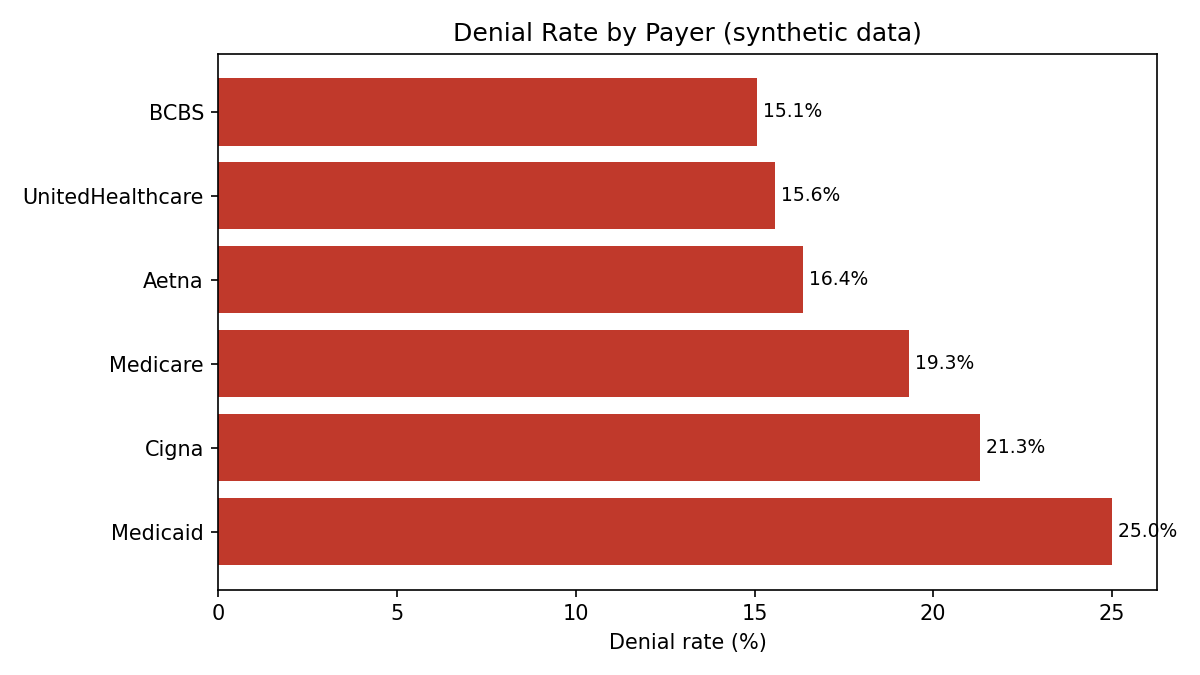 Denial Rate by Payer (synthetic data)
BCBS 15.1%
UnitedHealthcare 15.6%
Aetna 16.4%
Medicare 19.3%
Cigna 21.3%
Medicaid 25.0%
0 5 10 15 20 25
Denial rate (%)